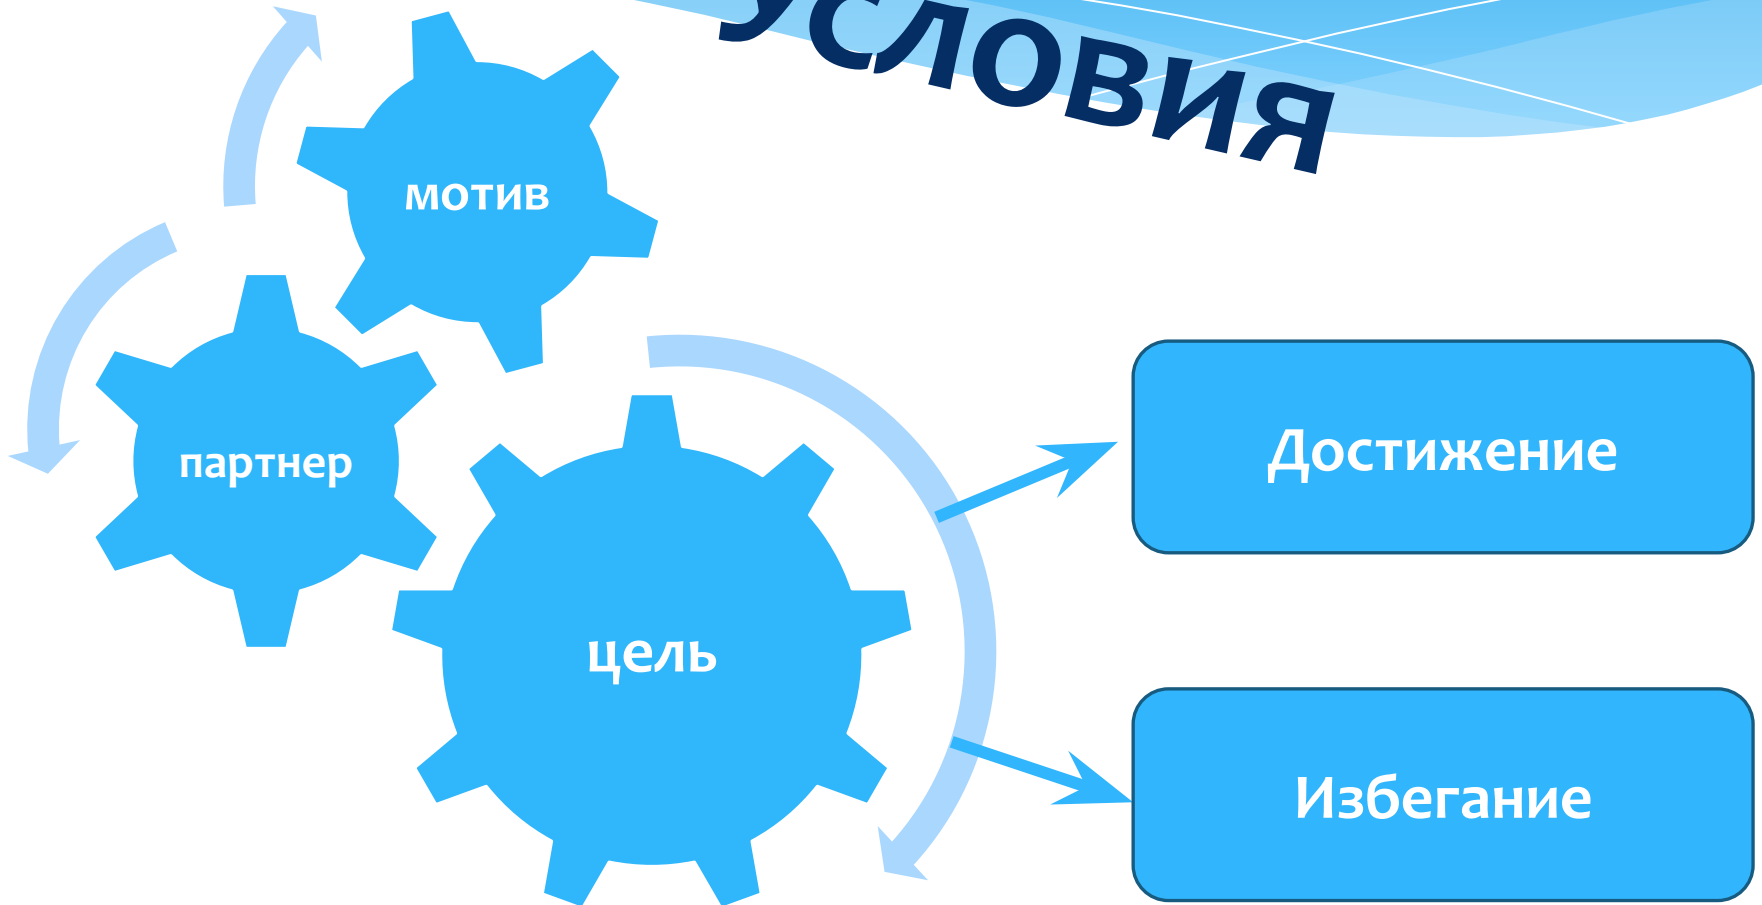 условия
мотив
партнер
цель
Достижение
Избегание